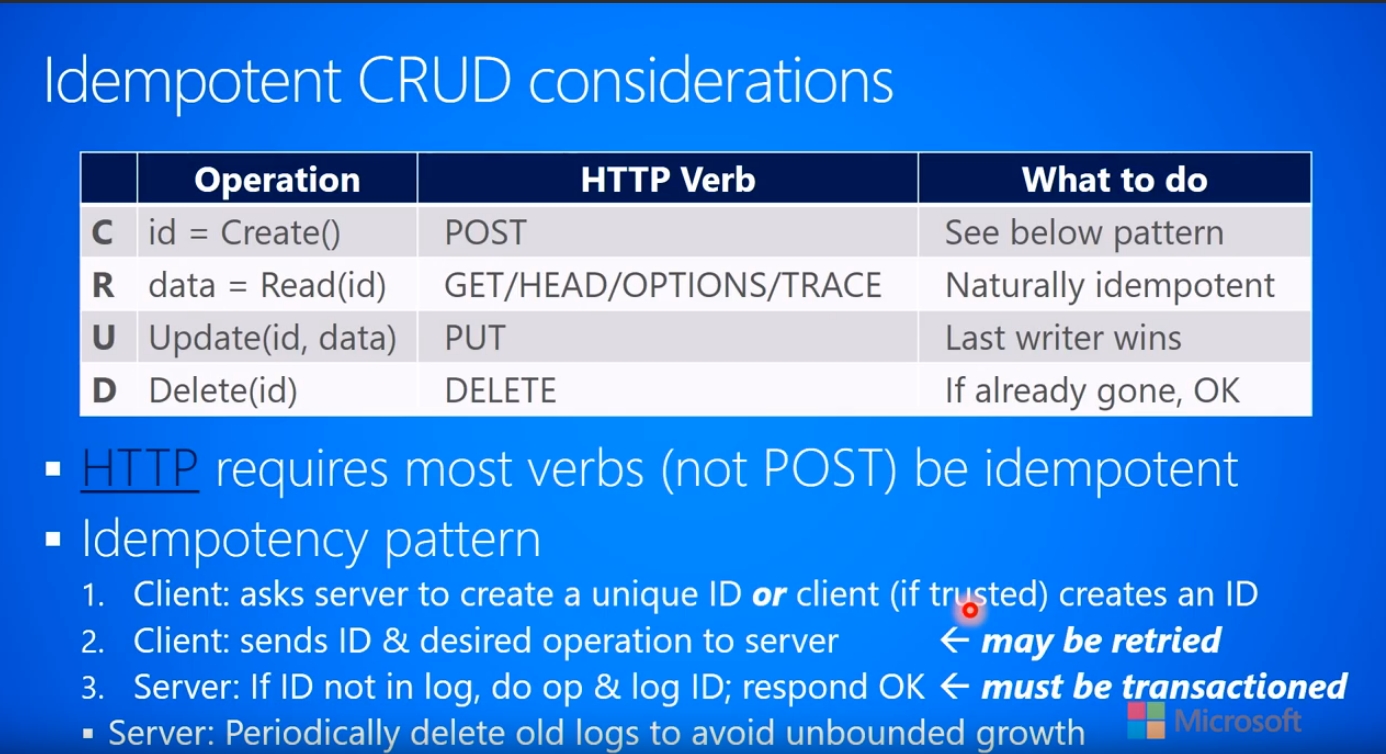 Idempotent CRUD considerations
Operation HTTP Verb What to do
C id = Create() POST See below pattern
R data = Read(id) GET/HEAD/OPTIONS/TRACE Naturally idempotent
U Update(id, data) PUT Last writer wins
D Delete(id) DELETE If already gone, OK
▪ HTTP requires most verbs (not POST) be idempotent
▪ Idempotency pattern
1. Client: asks server to create a unique ID or client (if trusted) creates an ID
2. Client: sends ID & desired operation to server ← may be retried
3. Server: If ID not in log, do op & log ID; respond OK ← must be transactioned
▪ Server: Periodically delete old logs to avoid unbounded growth
Microsoft